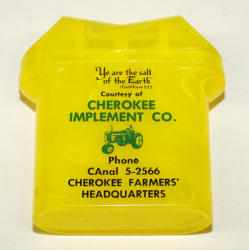 "Ye are the salt
of the Earth"
(Matthew 5:13)
Courtesy of
CHEROKEE
IMPLEMENT CO.
Phone
CAnal 5-2566
CHEROKEE FARMERS'
HEADQUARTERS